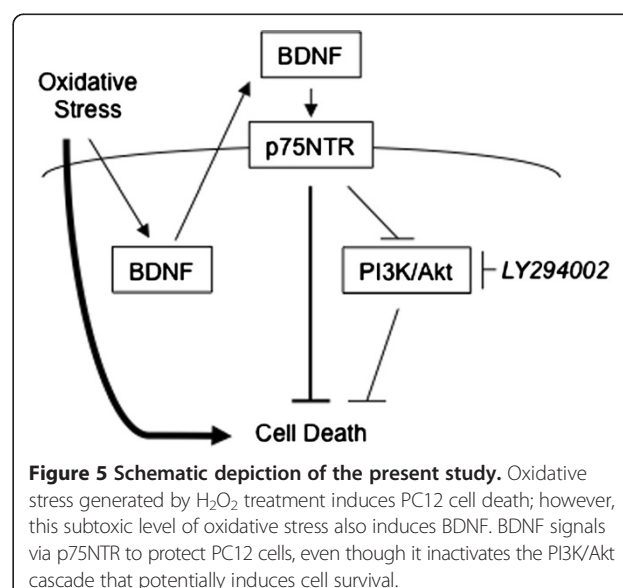 BDNF
Oxidative
Stress
p75NTR
BDNF
PI3K/Akt
LY294002
Cell Death
Figure 5 Schematic depiction of the present study. Oxidative
stress generated by H₂O₂ treatment induces PC12 cell death; however,
this subtoxic level of oxidative stress also induces BDNF. BDNF signals
via p75NTR to protect PC12 cells, even though it inactivates the PI3K/Akt
cascade that potentially induces cell survival.